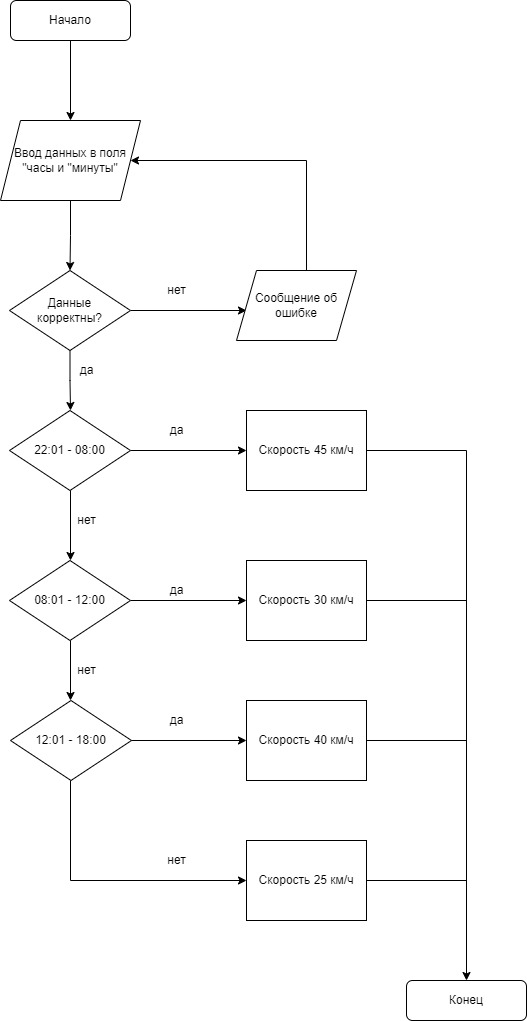 Начало
Ввод данных в поля
"часы и "минуты"
Данные
корректны?
нет
Сообщение об
ошибке
да
22:01 - 08:00
да
Скорость 45 км/ч
нет
08:01 - 12:00
да
Скорость 30 км/ч
нет
12:01 - 18:00
да
Скорость 40 км/ч
нет
Скорость 25 км/ч
Конец